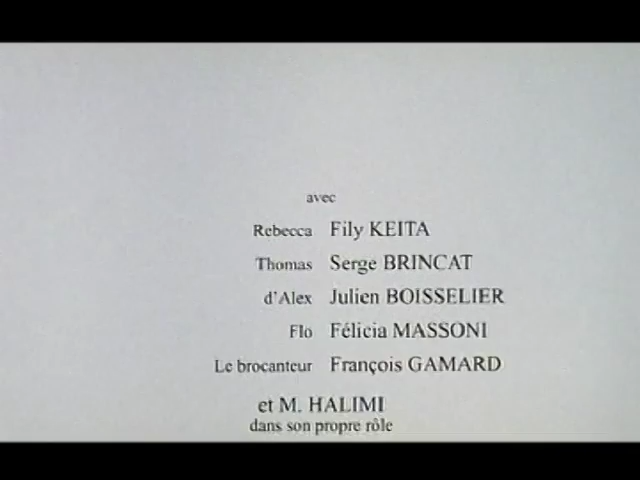 avec
Rebecca Fily KEITA
Thomas Serge BRINCAT
d'Alex Julien BOISSELIER
Flo Félicia MASSONI
Le brocanteur François GAMARD
et M. HALIMI
dans son propre rôle